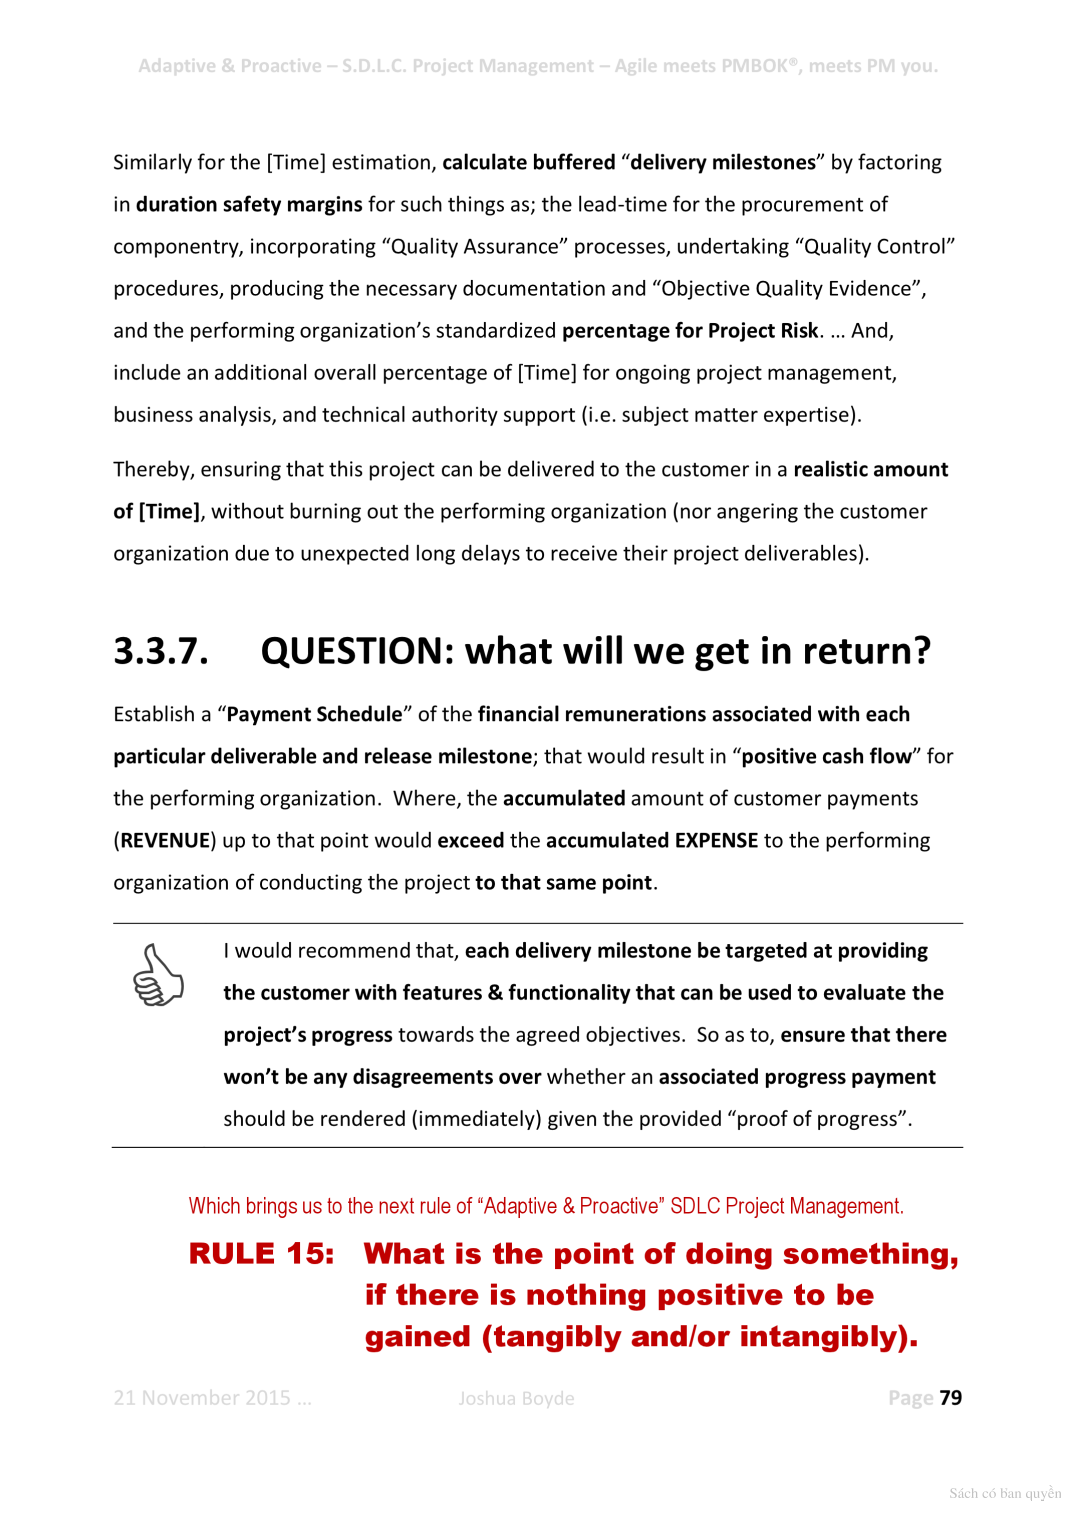 Adaptive & Proactive – S.D.L.C. Project Management – Agile meets PMBOK®, meets PM you.
Similarly for the [Time] estimation, calculate buffered “delivery milestones” by factoring
in duration safety margins for such things as; the lead-time for the procurement of
componentry, incorporating “Quality Assurance” processes, undertaking “Quality Control”
procedures, producing the necessary documentation and “Objective Quality Evidence”,
and the performing organization’s standardized percentage for Project Risk. … And,
include an additional overall percentage of [Time] for ongoing project management,
business analysis, and technical authority support (i.e. subject matter expertise).
Thereby, ensuring that this project can be delivered to the customer in a realistic amount
of [Time], without burning out the performing organization (nor angering the customer
organization due to unexpected long delays to receive their project deliverables).
3.3.7. QUESTION: what will we get in return?
Establish a “Payment Schedule” of the financial remunerations associated with each
particular deliverable and release milestone; that would result in “positive cash flow” for
the performing organization. Where, the accumulated amount of customer payments
(REVENUE) up to that point would exceed the accumulated EXPENSE to the performing
organization of conducting the project to that same point.
I would recommend that, each delivery milestone be targeted at providing
the customer with features & functionality that can be used to evaluate the
project’s progress towards the agreed objectives. So as to, ensure that there
won’t be any disagreements over whether an associated progress payment
should be rendered (immediately) given the provided “proof of progress”.
Which brings us to the next rule of “Adaptive & Proactive” SDLC Project Management.
RULE 15: What is the point of doing something,
if there is nothing positive to be
gained (tangibly and/or intangibly).
21 November 2015 … Joshua Boyde Page 79
Sách có bản quyền